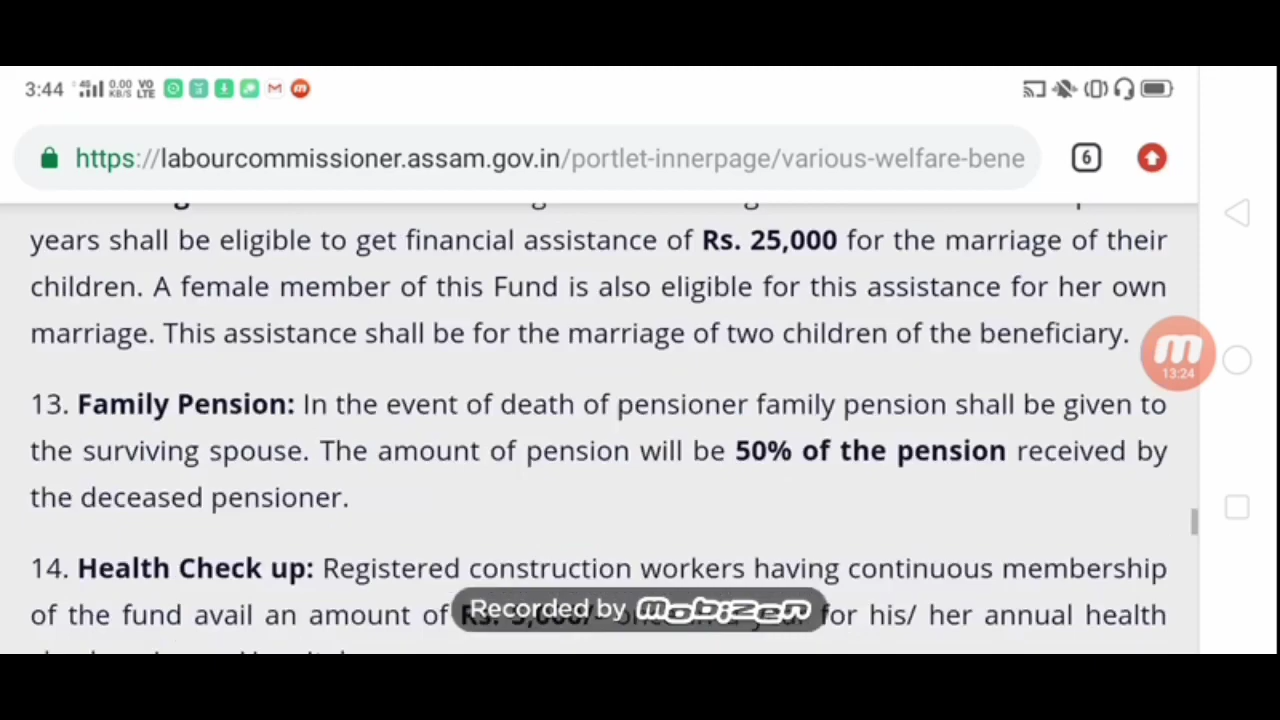 3:44 4G 0.00 KB/S VO LTE
https://labourcommissioner.assam.gov.in/portlet-innerpage/various-welfare-bene 6
years shall be eligible to get financial assistance of Rs. 25,000 for the marriage of their
children. A female member of this Fund is also eligible for this assistance for her own
marriage. This assistance shall be for the marriage of two children of the beneficiary.
13:24
13. Family Pension: In the event of death of pensioner family pension shall be given to
the surviving spouse. The amount of pension will be 50% of the pension received by
the deceased pensioner.
14. Health Check up: Registered construction workers having continuous membership
of the fund avail an amount of for his/ her annual health
Recorded by mobizen